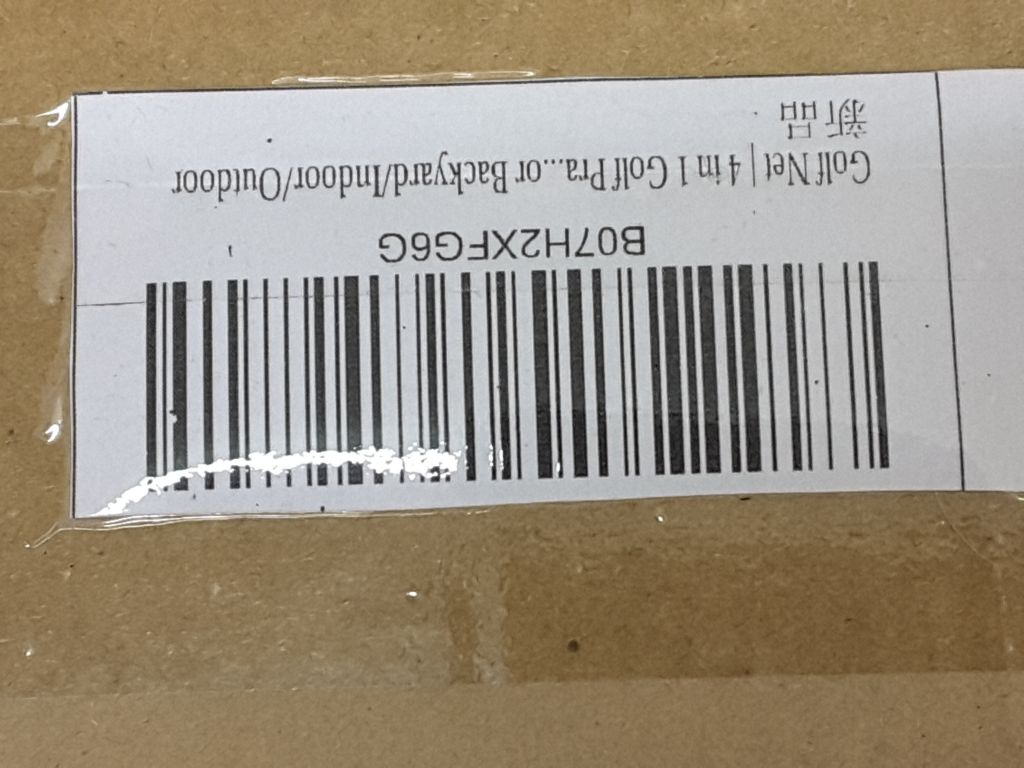 B07H2XFG6G
Golf Net | 4 in 1 Golf Pra...or Backyard/Indoor/Outdoor
新品